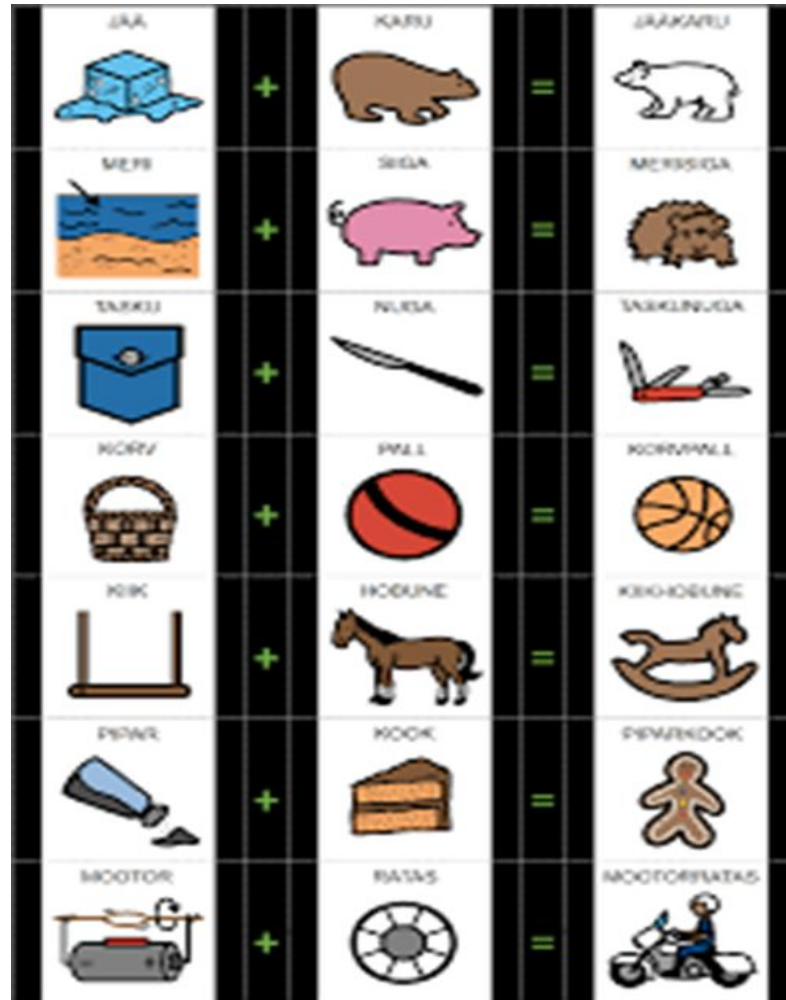 JÄÄ + KARU = JÄÄKARU
MERI + SIGA = MERISIGA
TASKU + NUGA = TASKUNUGA
KORV + PALL = KORVPALL
KIIK + HOBUNE = KIIKHOBUNE
PIPAR + KOOK = PIPARKOOK
MOOTOR + RATAS = MOOTORRATAS